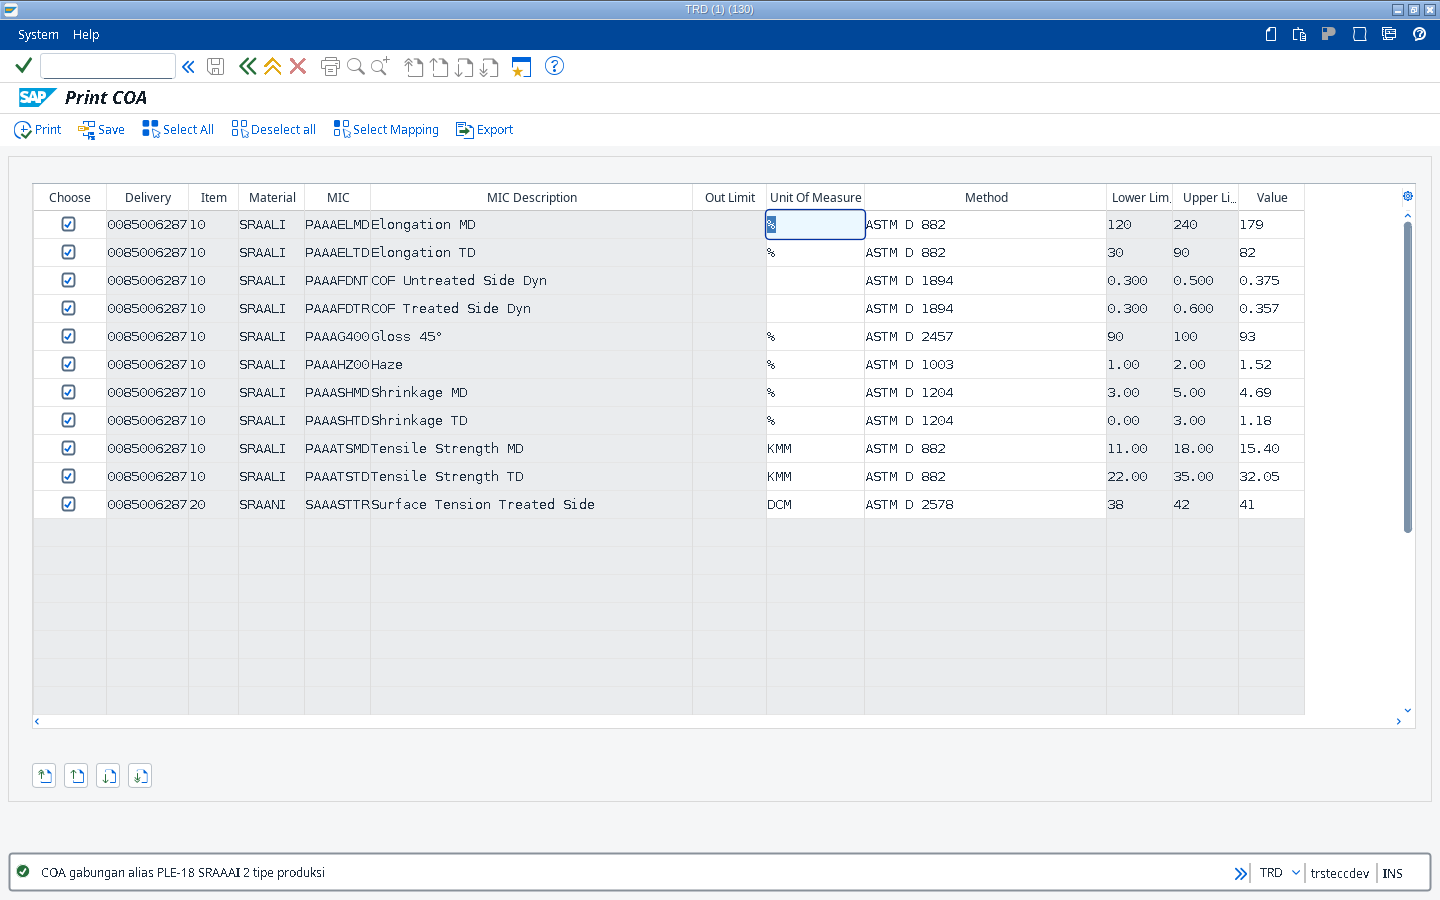 TRD (1) (130)
System Help
SAP Print COA
Print Save Select All Deselect all Select Mapping Export
Choose Delivery Item Material MIC MIC Description Out Limit Unit Of Measure Method Lower Lim. Upper Li... Value
0085006287 10 SRAALI PAAAELMD Elongation MD % ASTM D 882 120 240 179
0085006287 10 SRAALI PAAAELTD Elongation TD % ASTM D 882 30 90 82
0085006287 10 SRAALI PAAAFDNT COF Untreated Side Dyn ASTM D 1894 0.300 0.500 0.375
0085006287 10 SRAALI PAAAFDTR COF Treated Side Dyn ASTM D 1894 0.300 0.600 0.357
0085006287 10 SRAALI PAAAG400 Gloss 45° % ASTM D 2457 90 100 93
0085006287 10 SRAALI PAAAHZ00 Haze % ASTM D 1003 1.00 2.00 1.52
0085006287 10 SRAALI PAAASHMD Shrinkage MD % ASTM D 1204 3.00 5.00 4.69
0085006287 10 SRAALI PAAASHTD Shrinkage TD % ASTM D 1204 0.00 3.00 1.18
0085006287 10 SRAALI PAAATSMD Tensile Strength MD KMM ASTM D 882 11.00 18.00 15.40
0085006287 10 SRAALI PAAATSTD Tensile Strength TD KMM ASTM D 882 22.00 35.00 32.05
0085006287 20 SRAANI SAAASTTR Surface Tension Treated Side DCM ASTM D 2578 38 42 41
COA gabungan alias PLE-18 SRAAAI 2 tipe produksi TRD trsteccdev INS